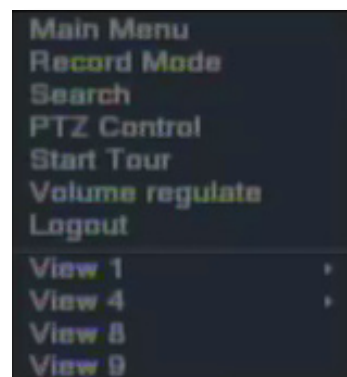 Main Menu
Record Mode
Search
PTZ Control
Start Tour
Volume regulate
Logout
View 1
View 4
View 8
View 9